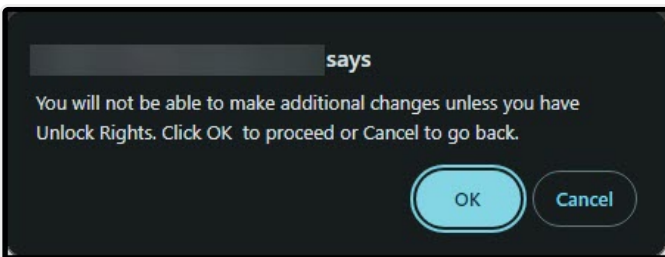 says
You will not be able to make additional changes unless you have
Unlock Rights. Click OK  to proceed or Cancel to go back.
OK
Cancel